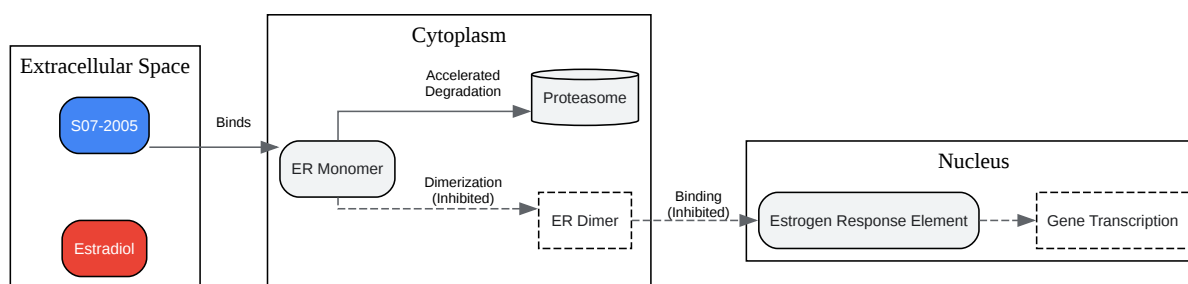 Extracellular Space
S07-2005
Estradiol
Binds
Cytoplasm
ER Monomer
Accelerated
Degradation
Proteasome
Dimerization
(Inhibited)
ER Dimer
Binding
(Inhibited)
Nucleus
Estrogen Response Element
Gene Transcription